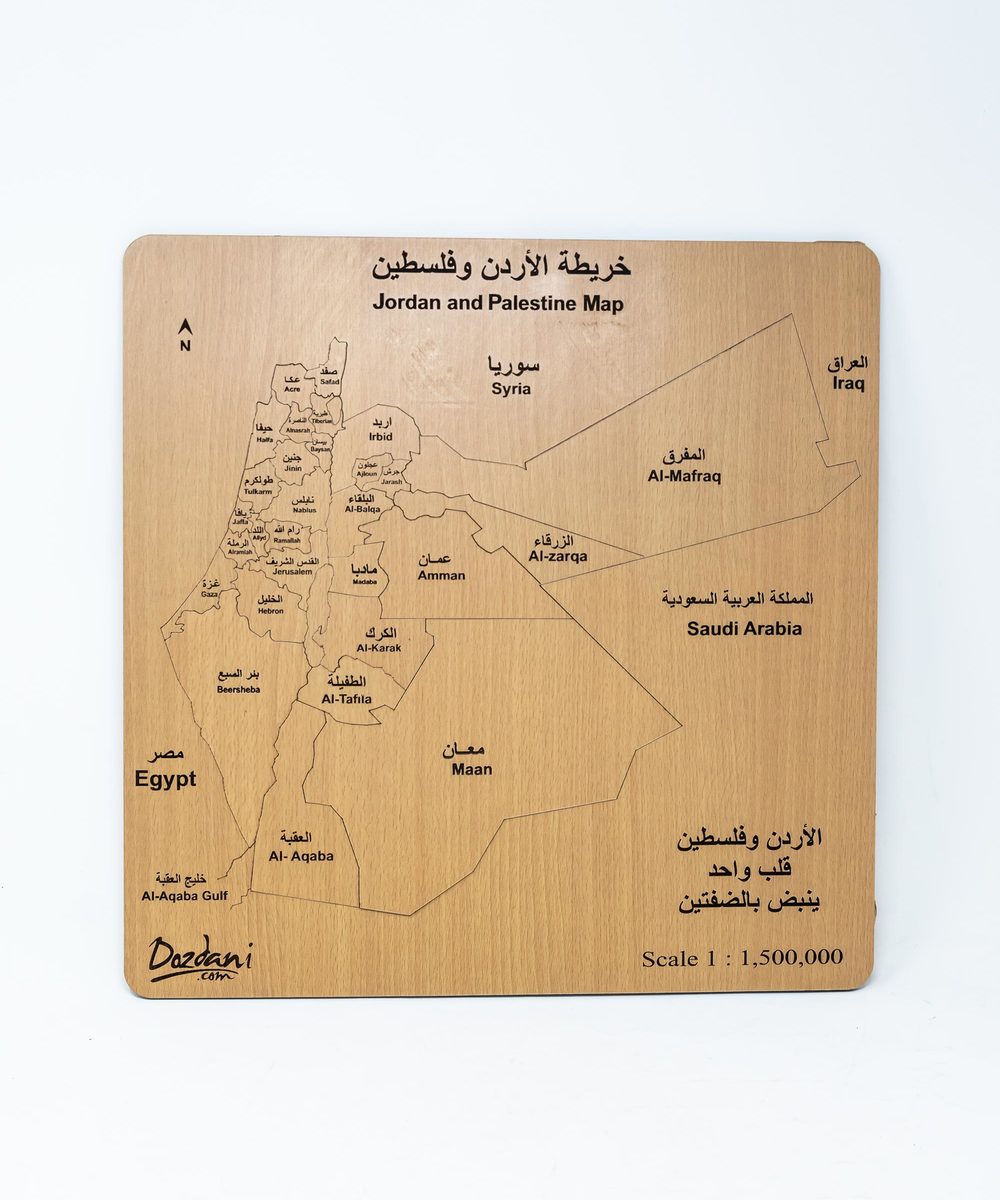 خريطة الأردن وفلسطين
Jordan and Palestine Map
N
سوريا
Syria
العراق
Iraq
صفد
Safad
عكا
Acre
طبرية
Tiberias
الناصرة
Alnasrah
حيفا
Haifa
بيسان
Baysan
اربد
Irbid
جنين
Jinin
عجلون
Ajloun
جرش
Jarash
المفرق
Al-Mafraq
طولكرم
Tulkarm
نابلس
Nablus
البلقاء
Al-Balqa
يافا
Jaffa
اللد
Allyd
رام الله
Ramallah
الرملة
Alramlah
الزرقاء
Al-zarqa
القدس الشريف
Jerusalem
مادبا
Madaba
عمـان
Amman
غزة
Gaza
الخليل
Hebron
المملكة العربية السعودية
Saudi Arabia
الكرك
Al-Karak
بئر السبع
Beersheba
الطفيلة
Al-Tafila
مصر
Egypt
معـان
Maan
العقبة
Al- Aqaba
خليج العقبة
Al-Aqaba Gulf
الأردن وفلسطين
قلب واحد
ينبض بالضفتين
Dozdani
.com
Scale 1 : 1,500,000